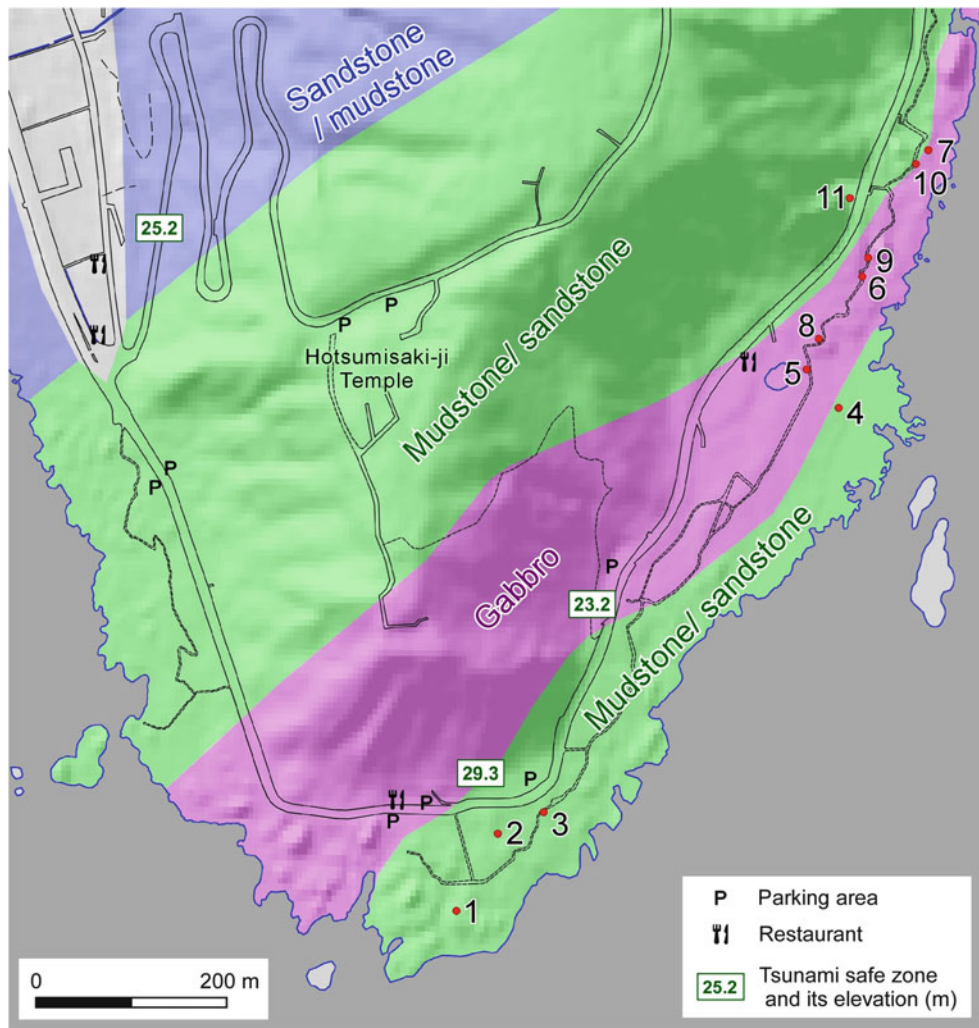 Sandstone
/ mudstone
7
10
11
25.2
9
6
P
P
8
Hotsumisaki-ji
Temple
Mudstone/ sandstone
5
4
P
P
Gabbro
P
23.2
Mudstone/ sandstone
29.3
P
P
P
2
3
1
P Parking area
Restaurant
25.2 Tsunami safe zone
and its elevation (m)
0 200 m